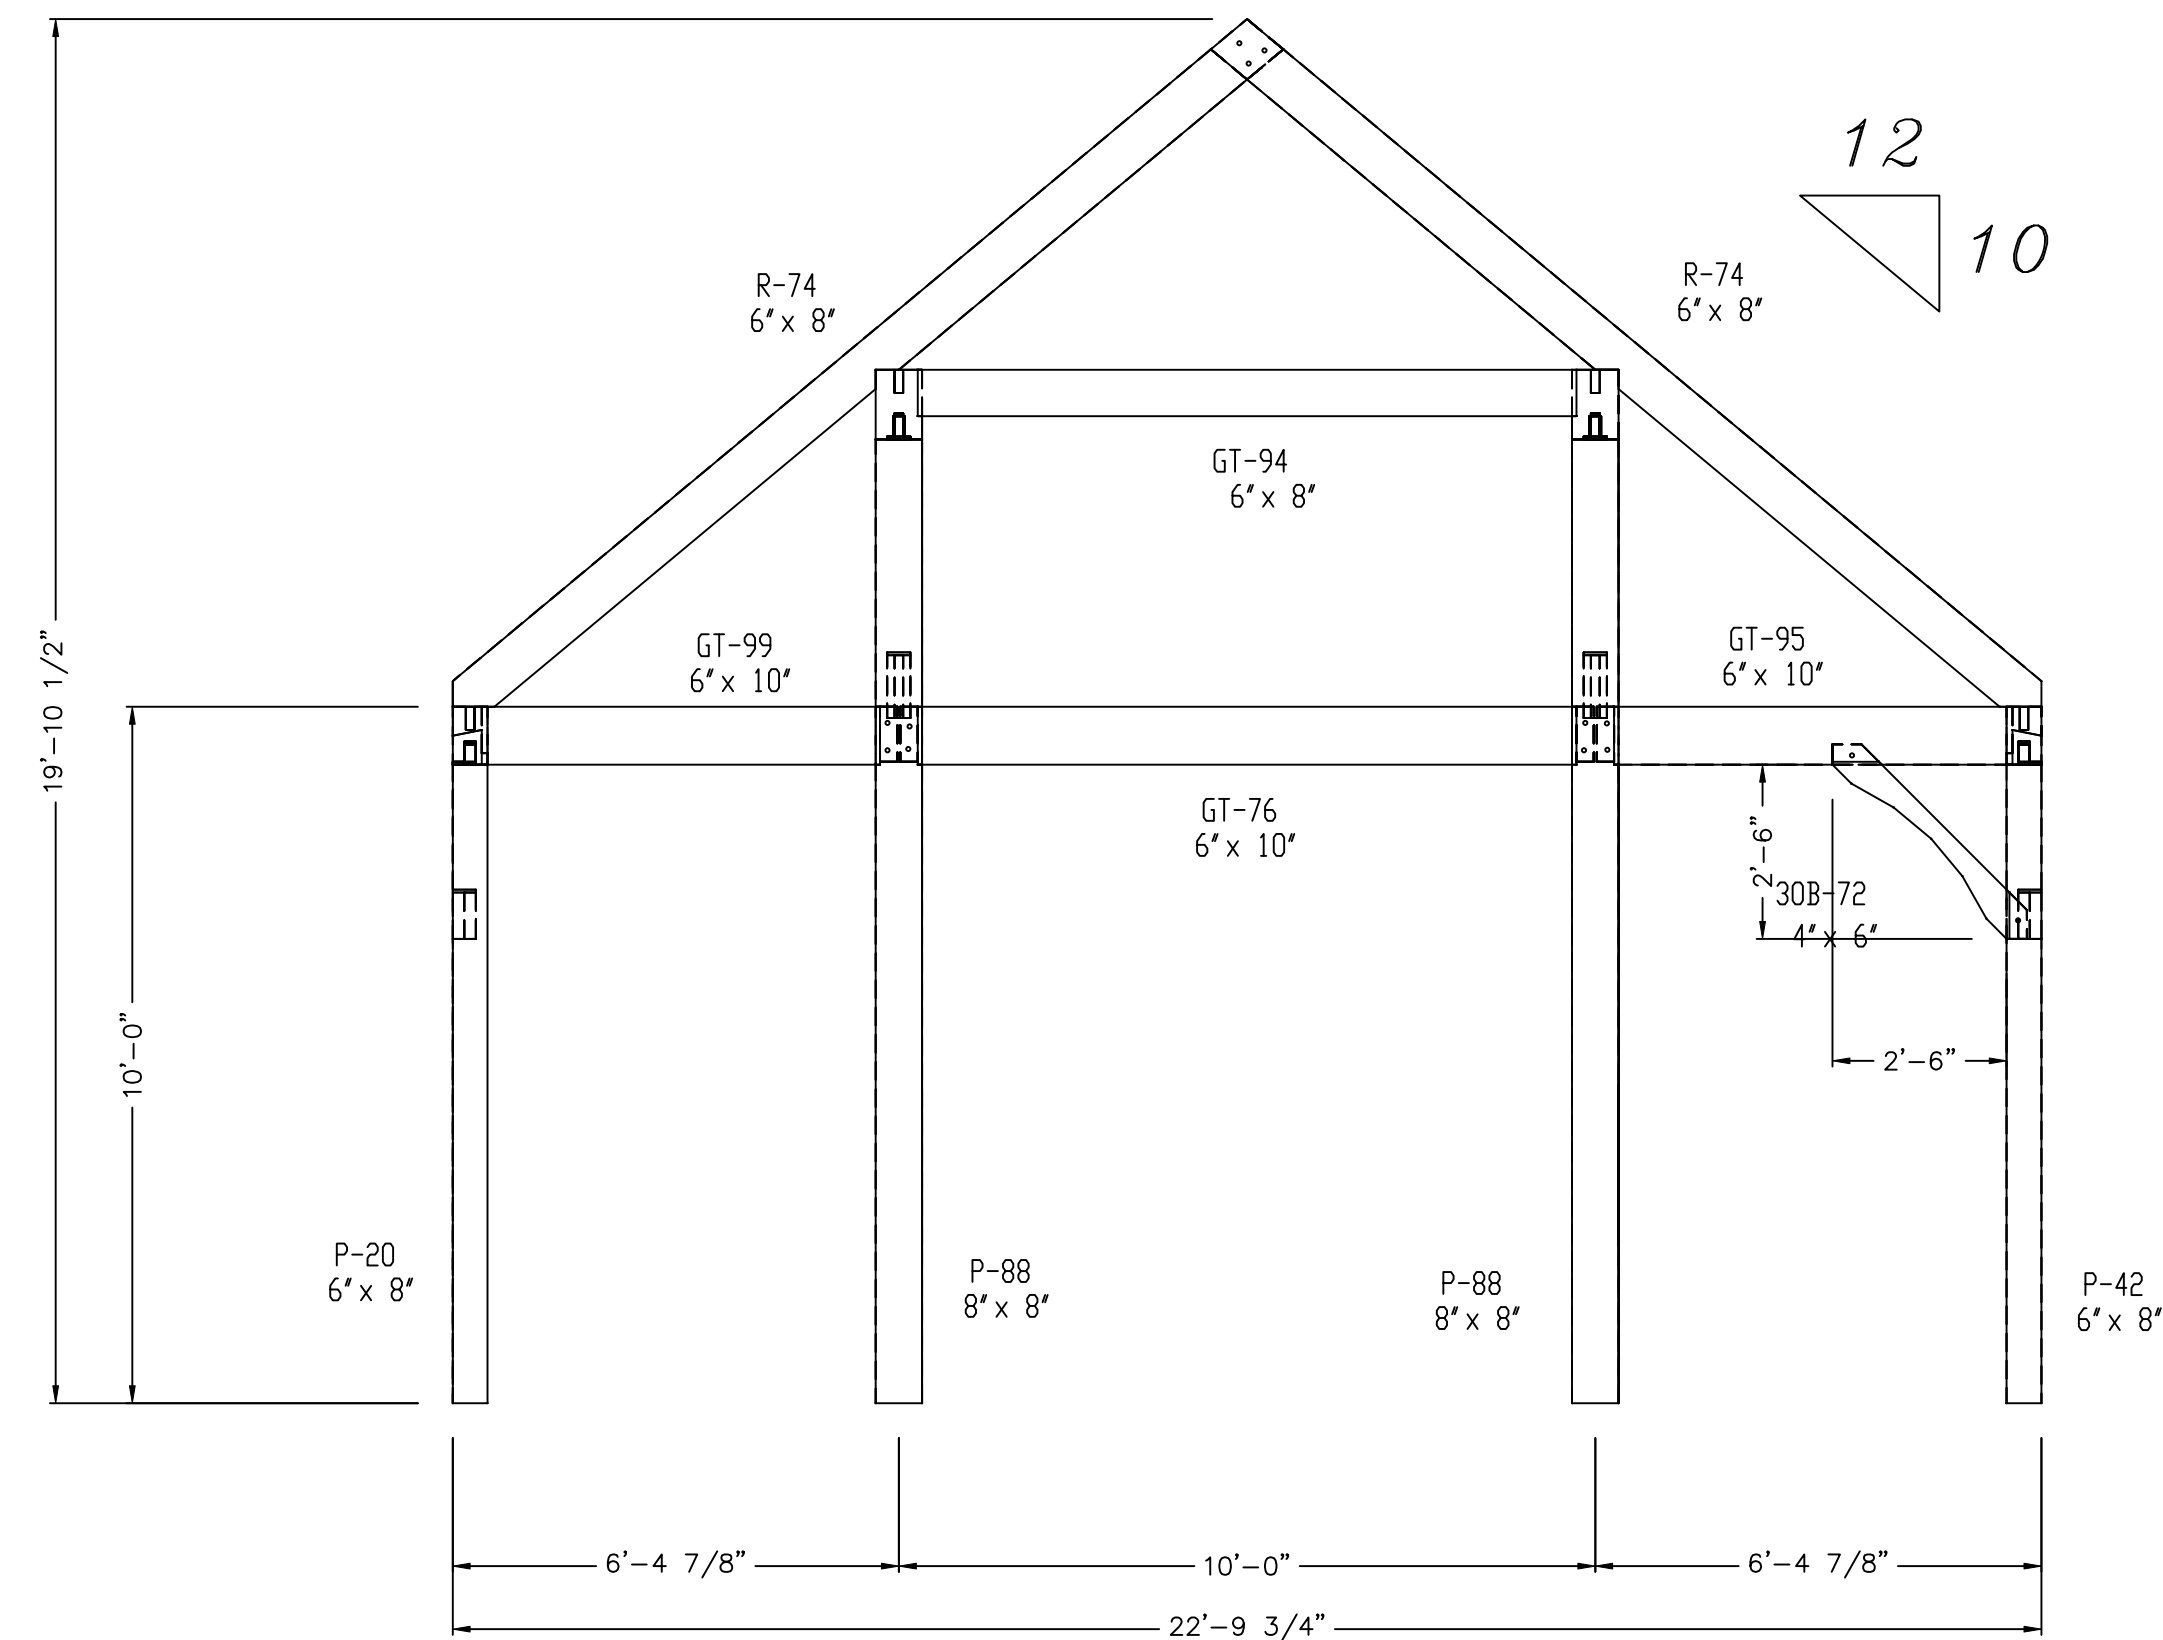 12
10
R-74
6" x 8"
R-74
6" x 8"
GT-94
6" x 8"
GT-99
6" x 10"
GT-95
6" x 10"
19'-10 1/2"
GT-76
6" x 10"
2'-6"
30B-72
4" x 6"
10'-0"
2'-6"
P-20
6" x 8"
P-88
8" x 8"
P-88
8" x 8"
P-42
6" x 8"
6'-4 7/8"
10'-0"
6'-4 7/8"
22'-9 3/4"